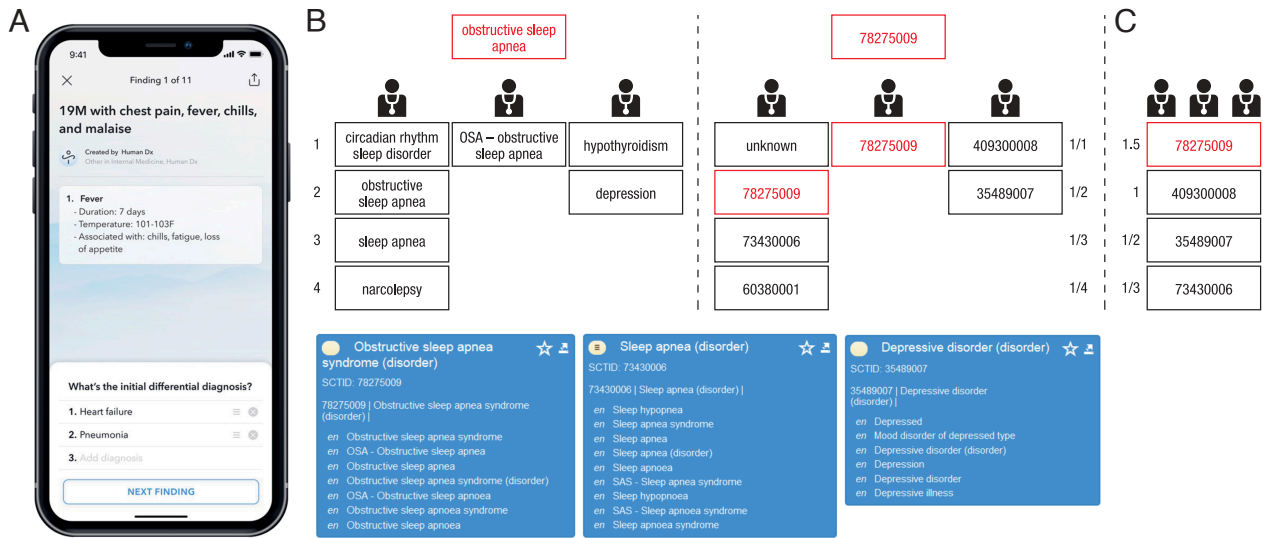 A
9:41
Finding 1 of 11
19M with chest pain, fever, chills,
and malaise
Created by Human Dx
Other in Internal Medicine, Human Dx
1. Fever
- Duration: 7 days
- Temperature: 101-103F
- Associated with: chills, fatigue, loss
of appetite
What's the initial differential diagnosis?
1. Heart failure
2. Pneumonia
3. Add diagnosis
NEXT FINDING
B
obstructive sleep
apnea
78275009
1
circadian rhythm
sleep disorder
OSA – obstructive
sleep apnea
hypothyroidism
unknown
78275009
409300008
1/1
2
obstructive
sleep apnea
depression
78275009
35489007
1/2
3
sleep apnea
73430006
1/3
4
narcolepsy
60380001
1/4
Obstructive sleep apnea
syndrome (disorder)
SCTID: 78275009
78275009 | Obstructive sleep apnea syndrome
(disorder) |
en Obstructive sleep apnea syndrome
en OSA - Obstructive sleep apnea
en Obstructive sleep apnea
en Obstructive sleep apnea syndrome (disorder)
en OSA - Obstructive sleep apnoea
en Obstructive sleep apnoea syndrome
en Obstructive sleep apnoea
Sleep apnea (disorder)
SCTID: 73430006
73430006 | Sleep apnea (disorder) |
en Sleep hypopnea
en Sleep apnea syndrome
en Sleep apnea
en Sleep apnea (disorder)
en Sleep apnoea
en SAS - Sleep apnea syndrome
en Sleep hypopnoea
en SAS - Sleep apnoea syndrome
en Sleep apnoea syndrome
Depressive disorder (disorder)
SCTID: 35489007
35489007 | Depressive disorder
(disorder) |
en Depressed
en Mood disorder of depressed type
en Depressive disorder (disorder)
en Depression
en Depressive disorder
en Depressive illness
C
1.5
78275009
1
409300008
1/2
35489007
1/3
73430006